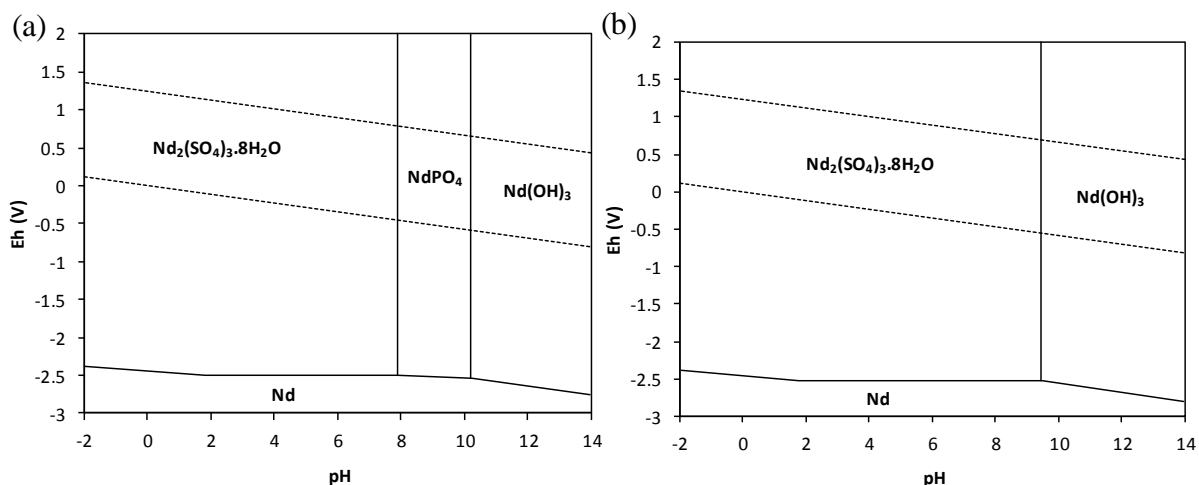 (a)
2
1.5
1
0.5
0
-0.5
-1
-1.5
-2
-2.5
-3
Eh (V)
Nd₂(SO₄)₃.8H₂O
NdPO₄
Nd(OH)₃
Nd
-2 0 2 4 6 8 10 12 14
pH
(b)
2
1.5
1
0.5
0
-0.5
-1
-1.5
-2
-2.5
-3
Eh (V)
Nd₂(SO₄)₃.8H₂O
Nd(OH)₃
Nd
-2 0 2 4 6 8 10 12 14
pH